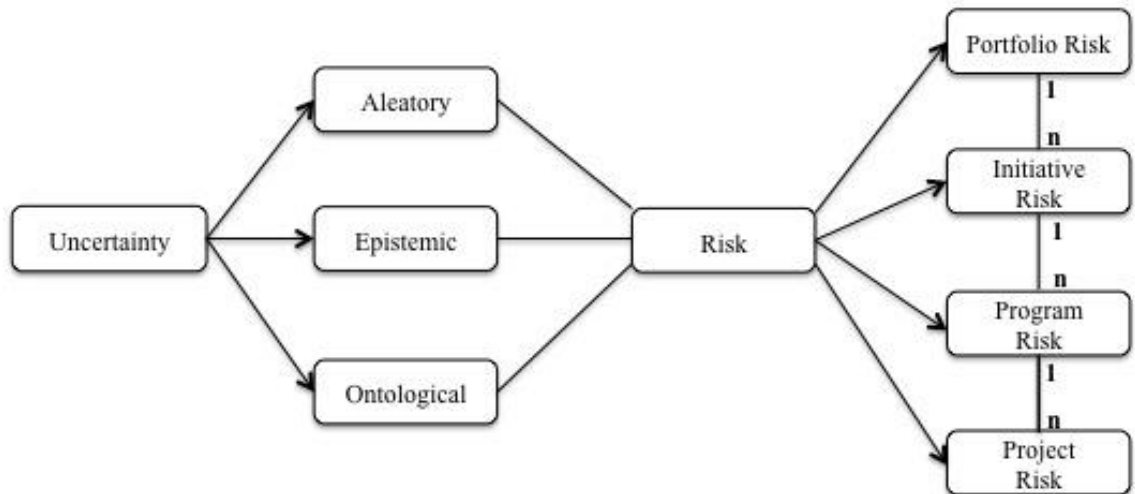 Portfolio Risk
1
n
Aleatory
Initiative
Risk
Uncertainty
Epistemic
Risk
1
n
Program
Risk
Ontological
1
n
Project
Risk